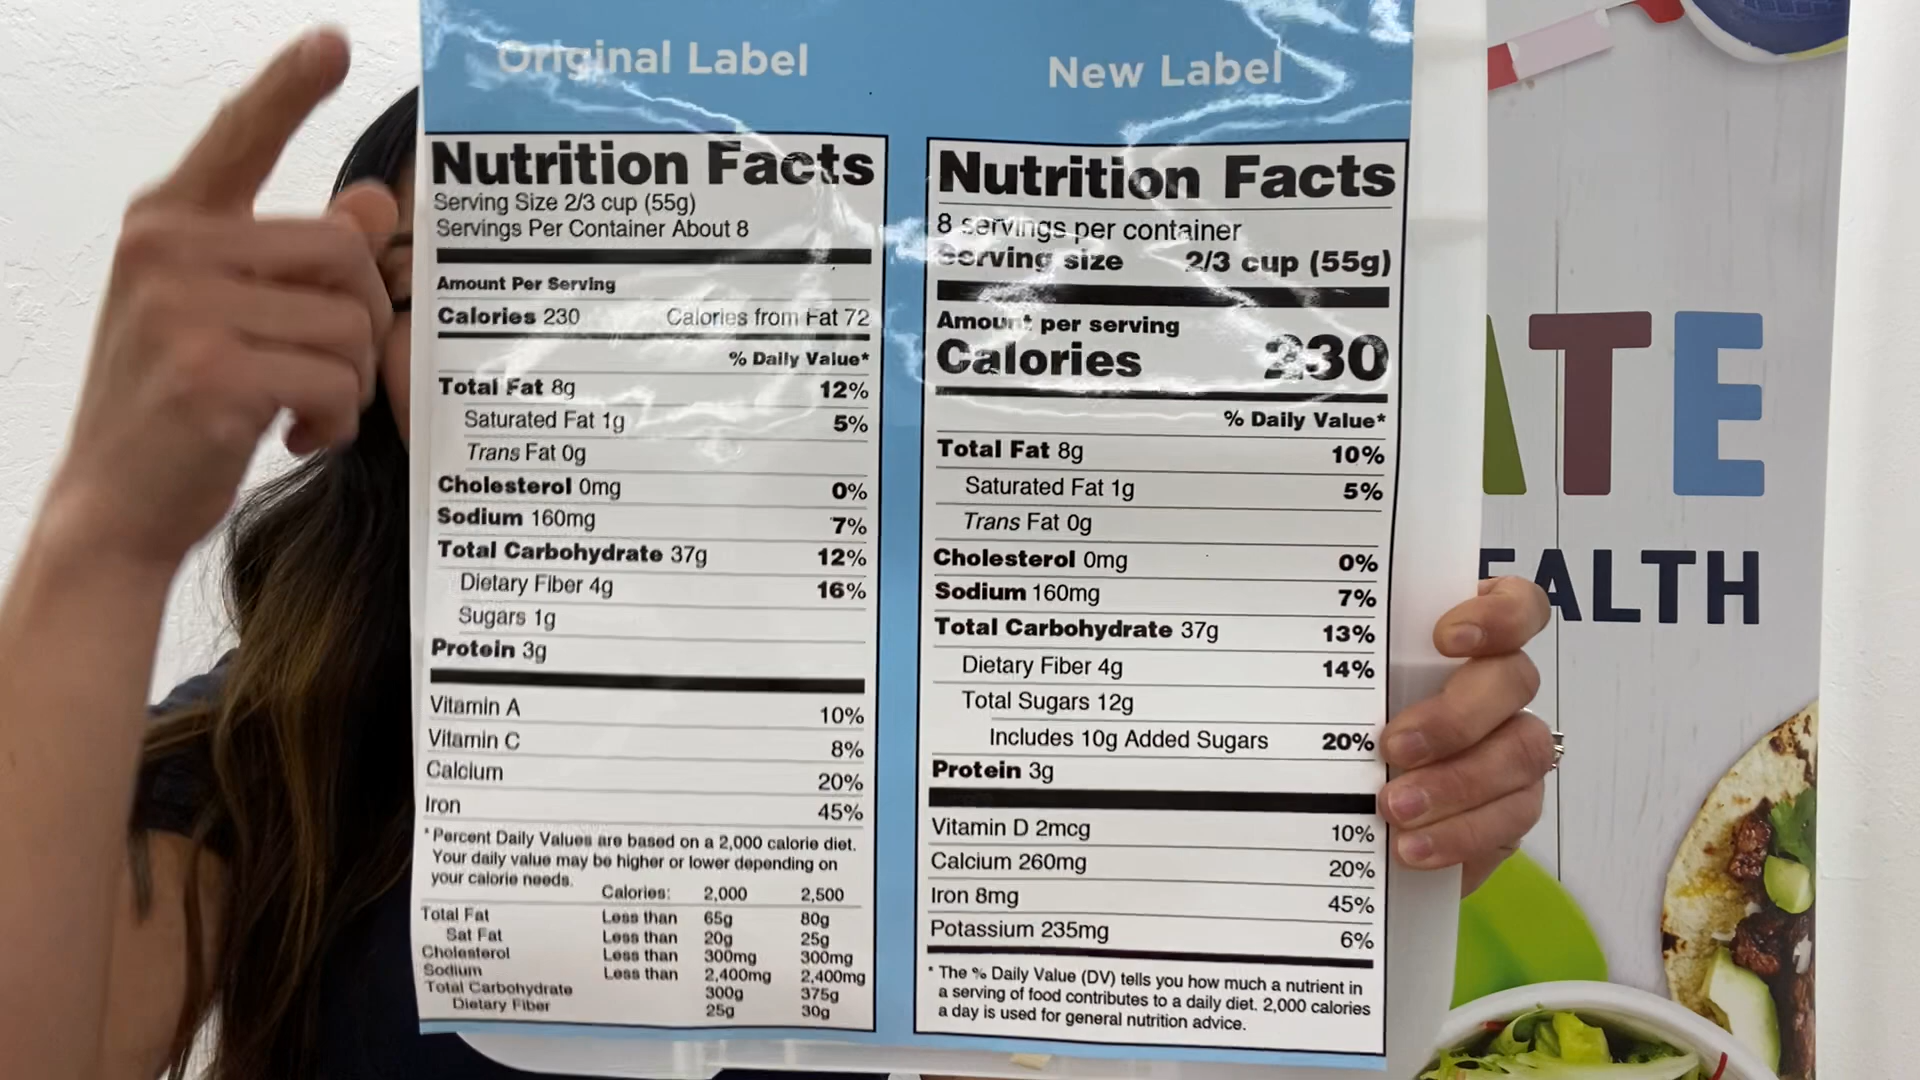 Original Label
Nutrition Facts
Serving Size 2/3 cup (55g)
Servings Per Container About 8
Amount Per Serving
Calories 230 Calories from Fat 72
% Daily Value*
Total Fat 8g 12%
Saturated Fat 1g 5%
Trans Fat 0g
Cholesterol 0mg 0%
Sodium 160mg 7%
Total Carbohydrate 37g 12%
Dietary Fiber 4g 16%
Sugars 1g
Protein 3g
Vitamin A 10%
Vitamin C 8%
Calcium 20%
Iron 45%
* Percent Daily Values are based on a 2,000 calorie diet.
Your daily value may be higher or lower depending on
your calorie needs.
Calories: 2,000 2,500
Total Fat Less than 65g 80g
Sat Fat Less than 20g 25g
Cholesterol Less than 300mg 300mg
Sodium Less than 2,400mg 2,400mg
Total Carbohydrate 300g 375g
Dietary Fiber 25g 30g
New Label
Nutrition Facts
8 servings per container
Serving size 2/3 cup (55g)
Amount per serving
Calories 230
% Daily Value*
Total Fat 8g 10%
Saturated Fat 1g 5%
Trans Fat 0g
Cholesterol 0mg 0%
Sodium 160mg 7%
Total Carbohydrate 37g 13%
Dietary Fiber 4g 14%
Total Sugars 12g
Includes 10g Added Sugars 20%
Protein 3g
Vitamin D 2mcg 10%
Calcium 260mg 20%
Iron 8mg 45%
Potassium 235mg 6%
* The % Daily Value (DV) tells you how much a nutrient in
a serving of food contributes to a daily diet. 2,000 calories
a day is used for general nutrition advice.
ATE
EALTH